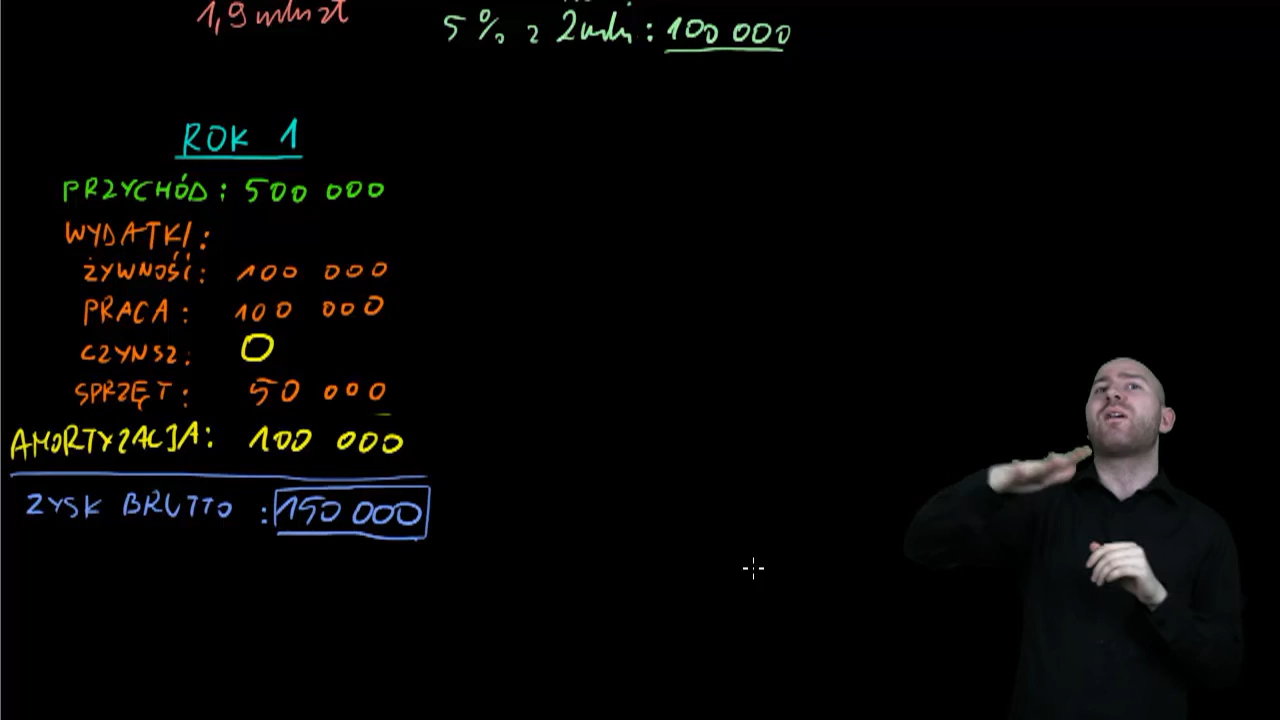 1,9 mln zł
5 % z 2 mln : 100 000
ROK 1
PRZYCHÓD : 500 000
WYDATKI :
ŻYWNOŚĆ : 100 000
PRACA : 100 000
CZYNSZ : 0
SPRZĘT : 50 000
AMORTYZACJA : 100 000
ZYSK BRUTTO : 150 000